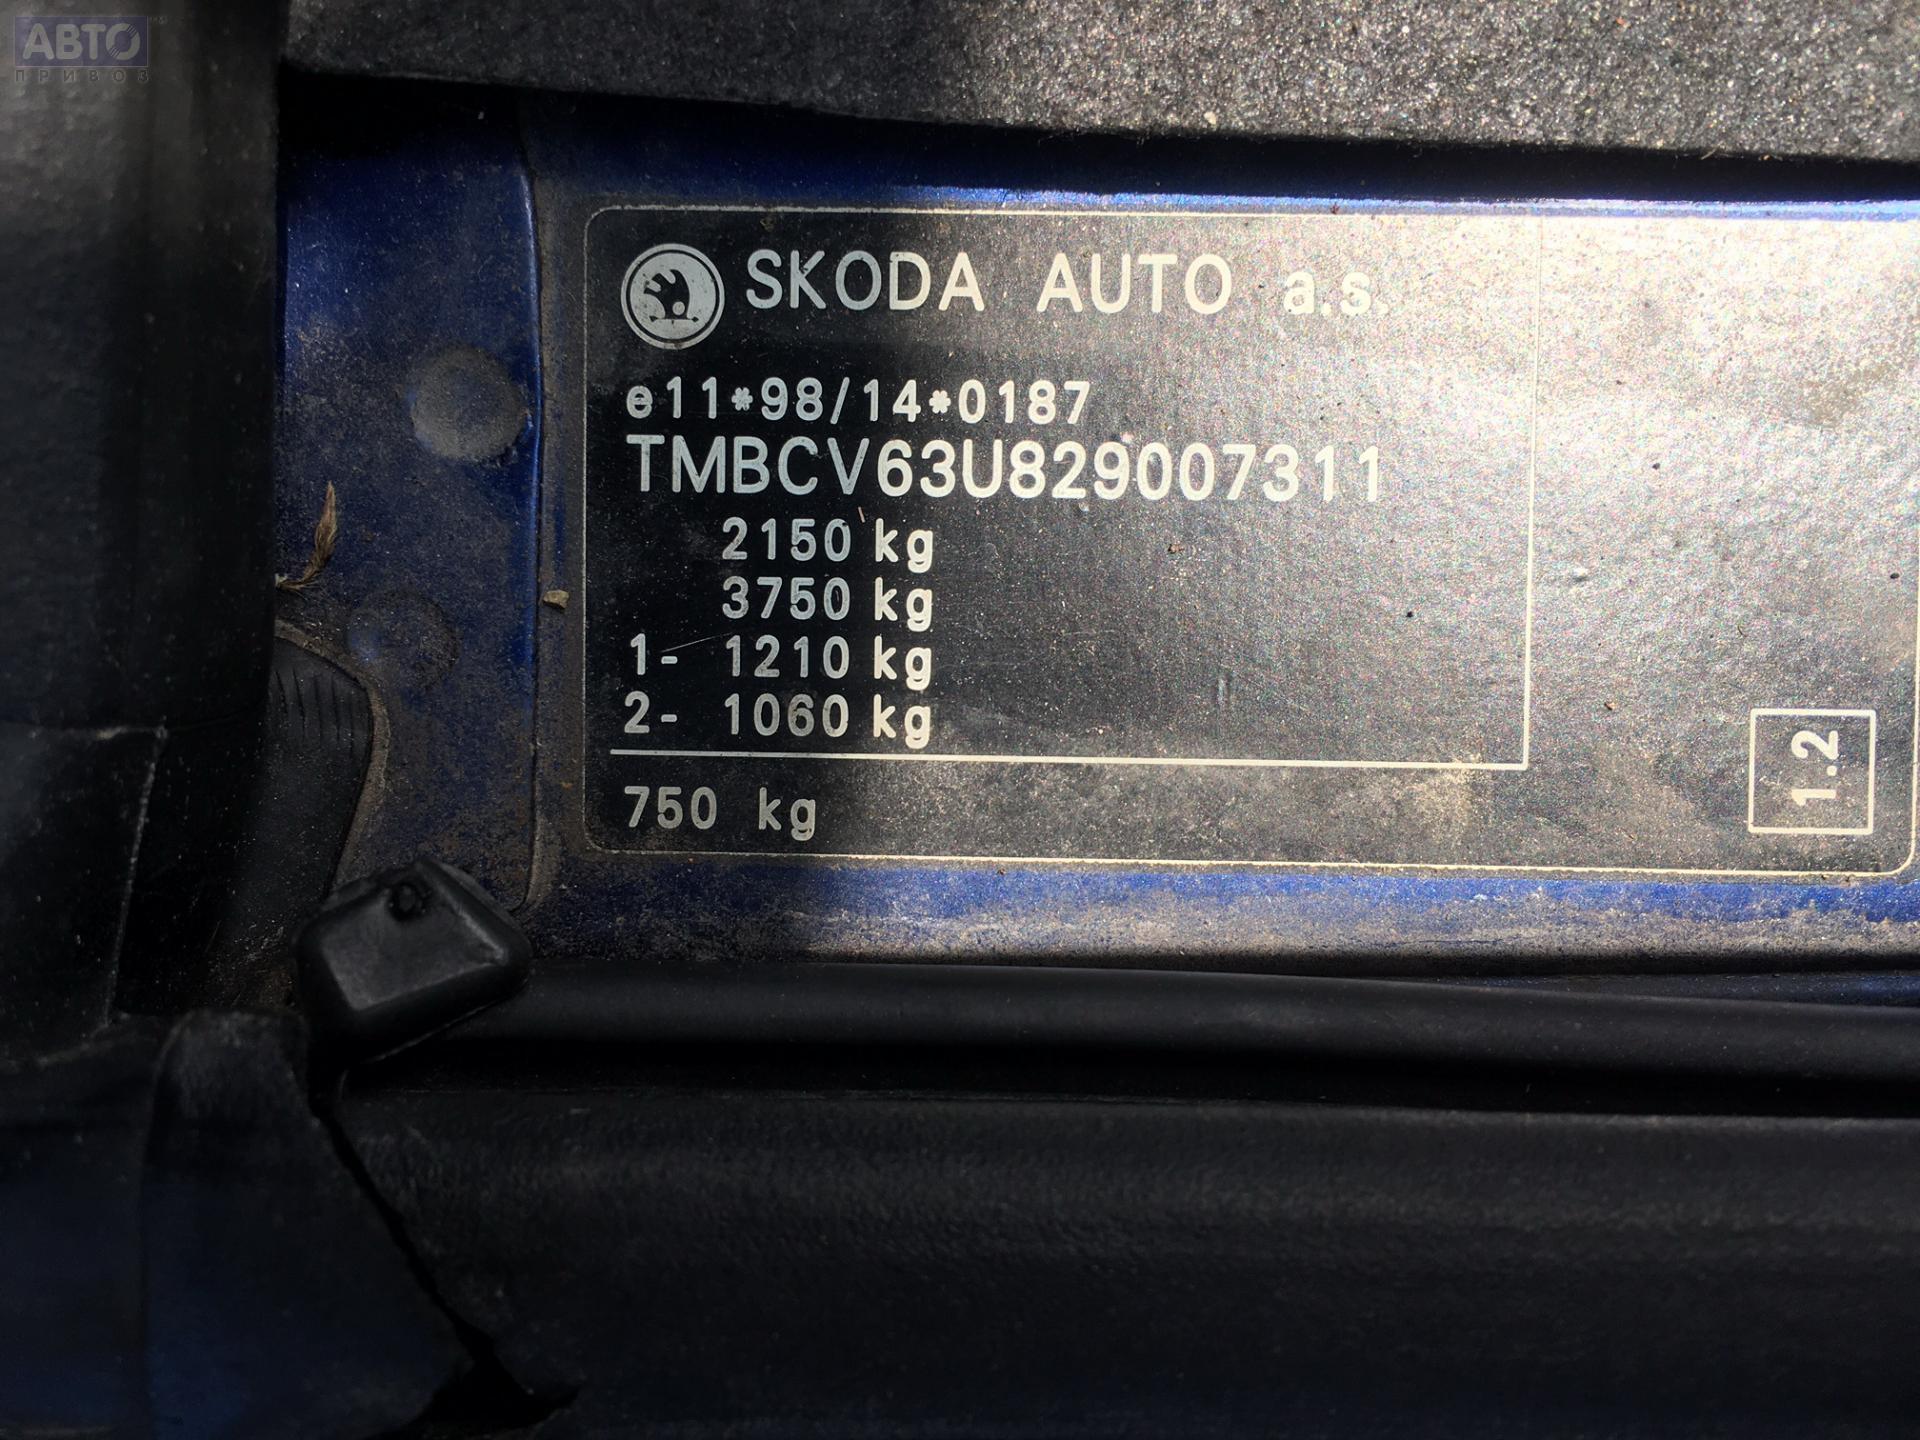 АВТО
ПРИВОЗ
SKODA AUTO a.s.
e11*98/14*0187
TMBCV63U829007311
2150 kg
3750 kg
1- 1210 kg
2- 1060 kg
750 kg
1.2